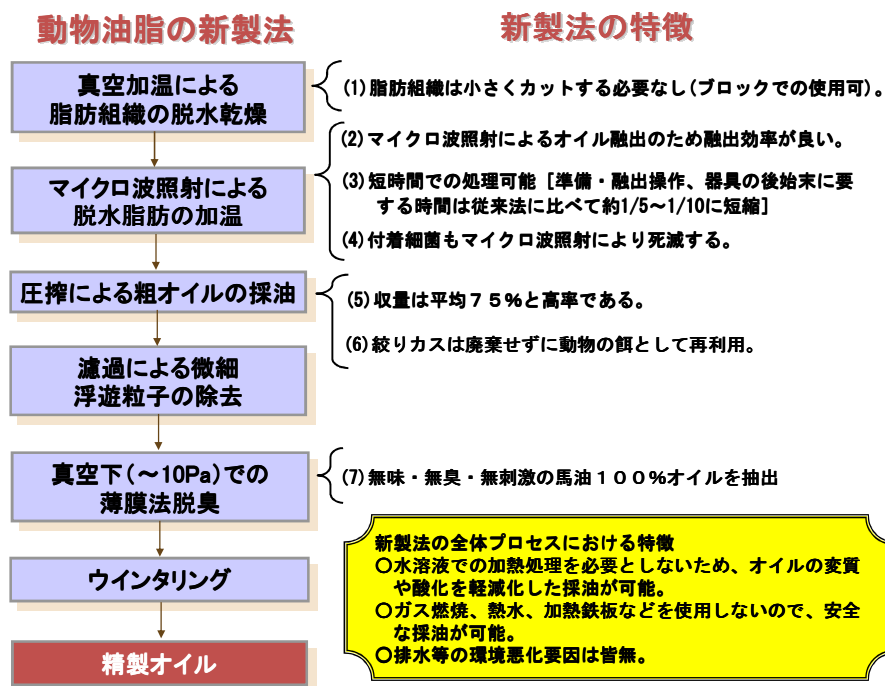 動物油脂の新製法
新製法の特徴
真空加温による
脂肪組織の脱水乾燥
(1)脂肪組織は小さくカットする必要なし(ブロックでの使用可)。
マイクロ波照射による
脱水脂肪の加温
(2)マイクロ波照射によるオイル融出のため融出効率が良い。
(3)短時間での処理可能 [準備・融出操作、器具の後始末に要
する時間は従来法に比べて約1/5～1/10に短縮]
(4)付着細菌もマイクロ波照射により死滅する。
圧搾による粗オイルの採油
(5)収量は平均７５%と高率である。
(6)絞りカスは廃棄せずに動物の餌として再利用。
濾過による微細
浮遊粒子の除去
真空下(～10Pa)での
薄膜法脱臭
(7)無味・無臭・無刺激の馬油１００%オイルを抽出
ウインタリング
精製オイル
新製法の全体プロセスにおける特徴
〇水溶液での加熱処理を必要としないため、オイルの変質
や酸化を軽減化した採油が可能。
〇ガス燃焼、熱水、加熱鉄板などを使用しないので、安全
な採油が可能。
〇排水等の環境悪化要因は皆無。